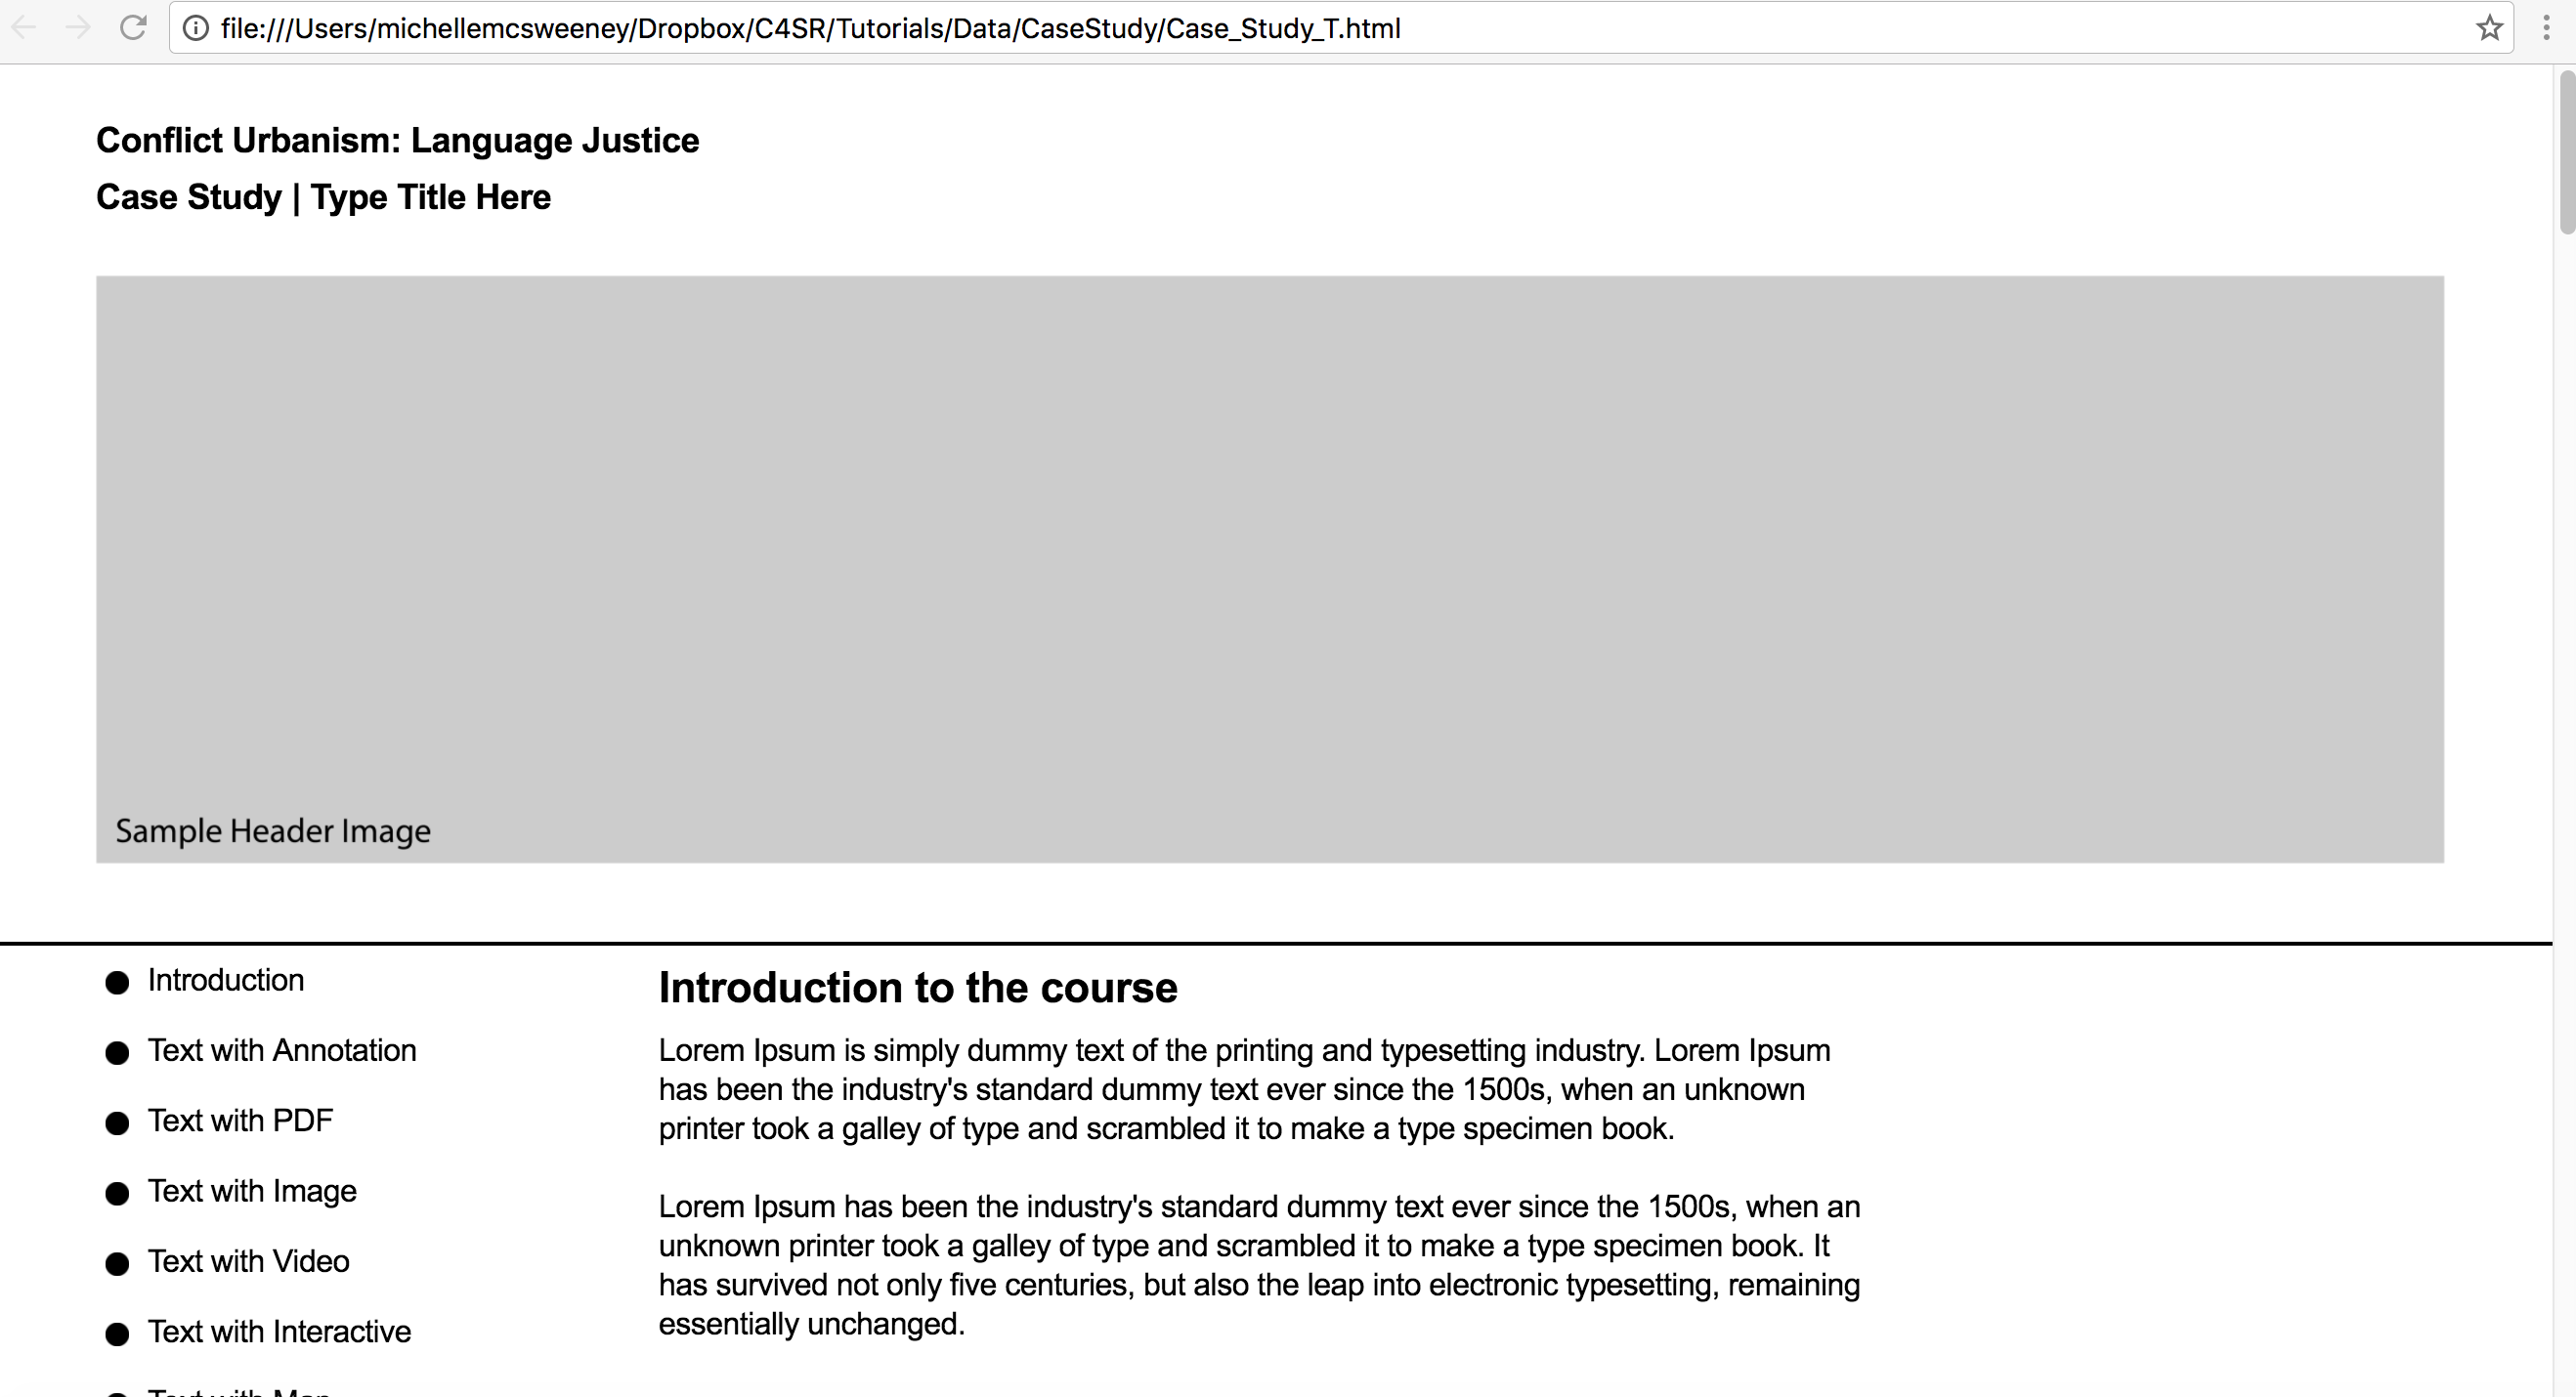 file:///Users/michellemcsweeney/Dropbox/C4SR/Tutorials/Data/CaseStudy/Case_Study_T.html
Conflict Urbanism: Language Justice
Case Study | Type Title Here
Sample Header Image
Introduction
Text with Annotation
Text with PDF
Text with Image
Text with Video
Text with Interactive
Text with Map
Introduction to the course
Lorem Ipsum is simply dummy text of the printing and typesetting industry. Lorem Ipsum
has been the industry's standard dummy text ever since the 1500s, when an unknown
printer took a galley of type and scrambled it to make a type specimen book.
Lorem Ipsum has been the industry's standard dummy text ever since the 1500s, when an
unknown printer took a galley of type and scrambled it to make a type specimen book. It
has survived not only five centuries, but also the leap into electronic typesetting, remaining
essentially unchanged.